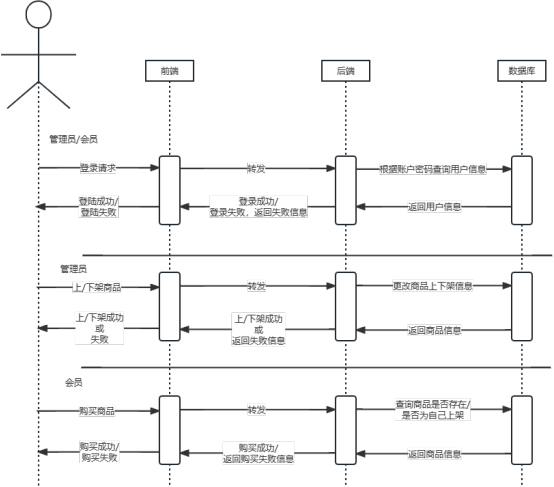 前端
后端
数据库
管理员/会员
登录请求
转发
根据账户密码查询用户信息
登陆成功/
登陆失败
登录成功/
登录失败，返回失败信息
返回用户信息
管理员
上/下架商品
转发
更改商品上下架信息
上/下架成功
或
失败
上/下架成功
或
返回失败信息
返回商品信息
会员
购买商品
转发
查询商品是否存在/
是否为自己上架
购买成功/
购买失败
购买成功/
返回购买失败信息
返回商品信息